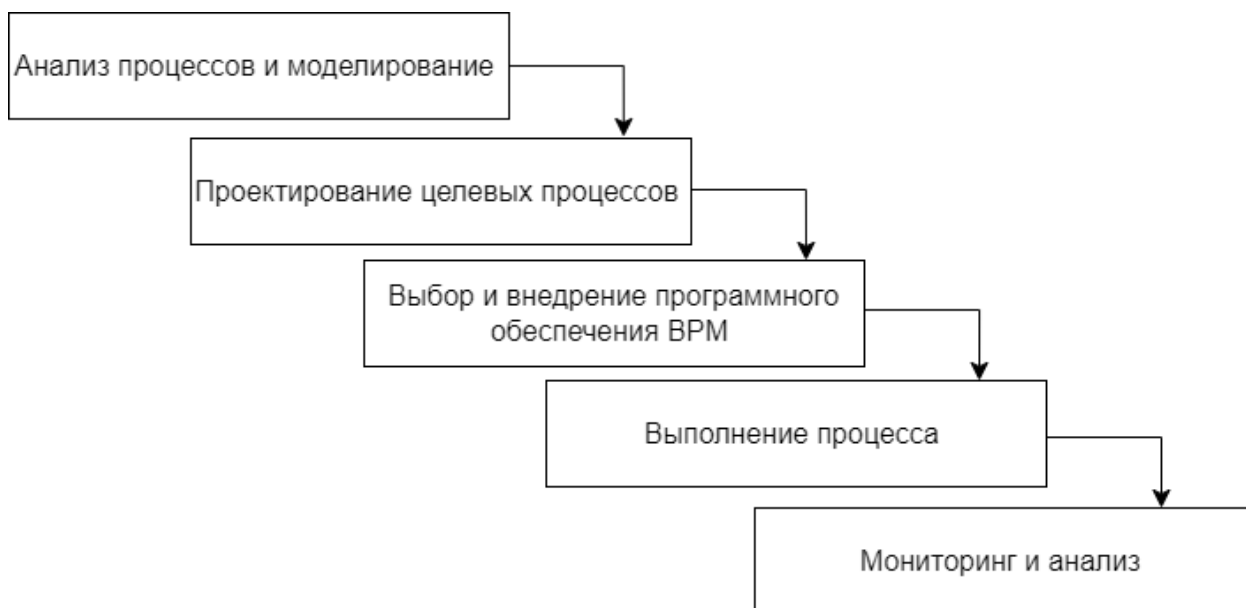 Анализ процессов и моделирование
Проектирование целевых процессов
Выбор и внедрение программного
обеспечения BPM
Выполнение процесса
Мониторинг и анализ